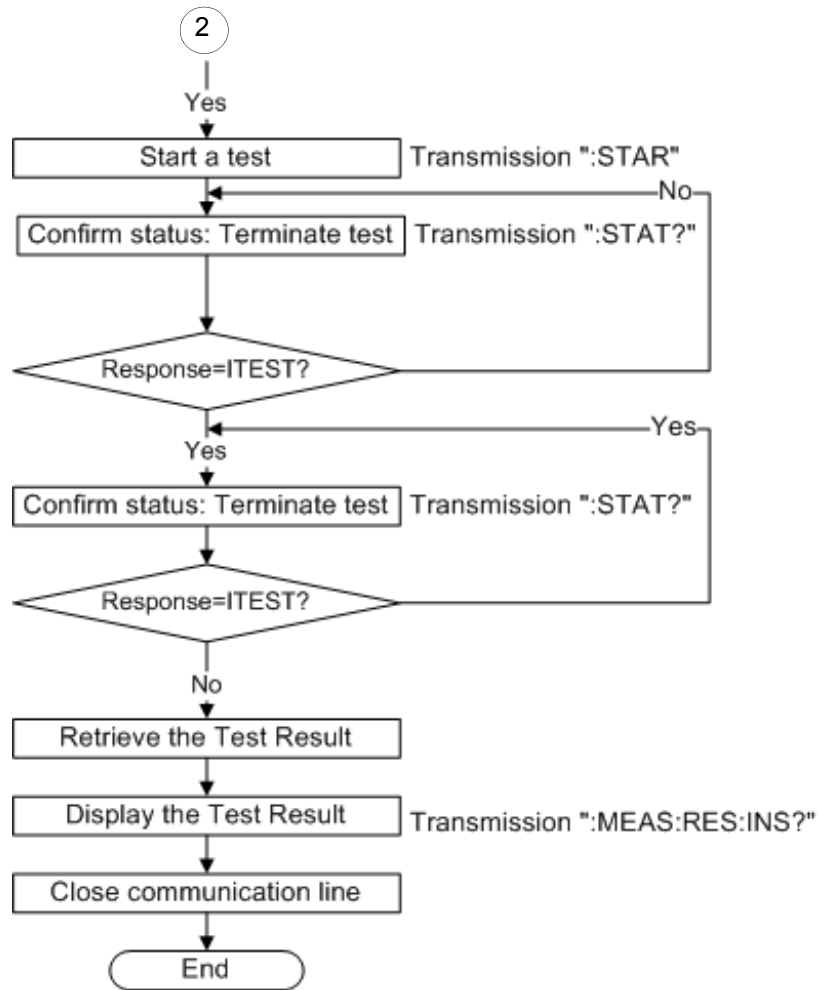 2
Yes
Start a test Transmission ":STAR"
No
Confirm status: Terminate test Transmission ":STAT?"
Response=ITEST?
Yes
Yes
Confirm status: Terminate test Transmission ":STAT?"
Response=ITEST?
No
Retrieve the Test Result
Display the Test Result Transmission ":MEAS:RES:INS?"
Close communication line
End